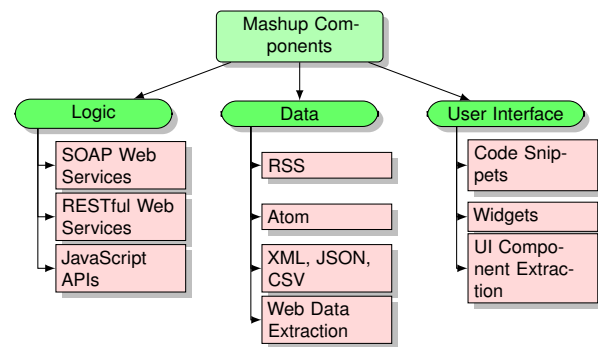 Mashup Com-
ponents
Logic
SOAP Web
Services
RESTful Web
Services
JavaScript
APIs
Data
RSS
Atom
XML, JSON,
CSV
Web Data
Extraction
User Interface
Code Snip-
pets
Widgets
UI Compo-
nent Extrac-
tion